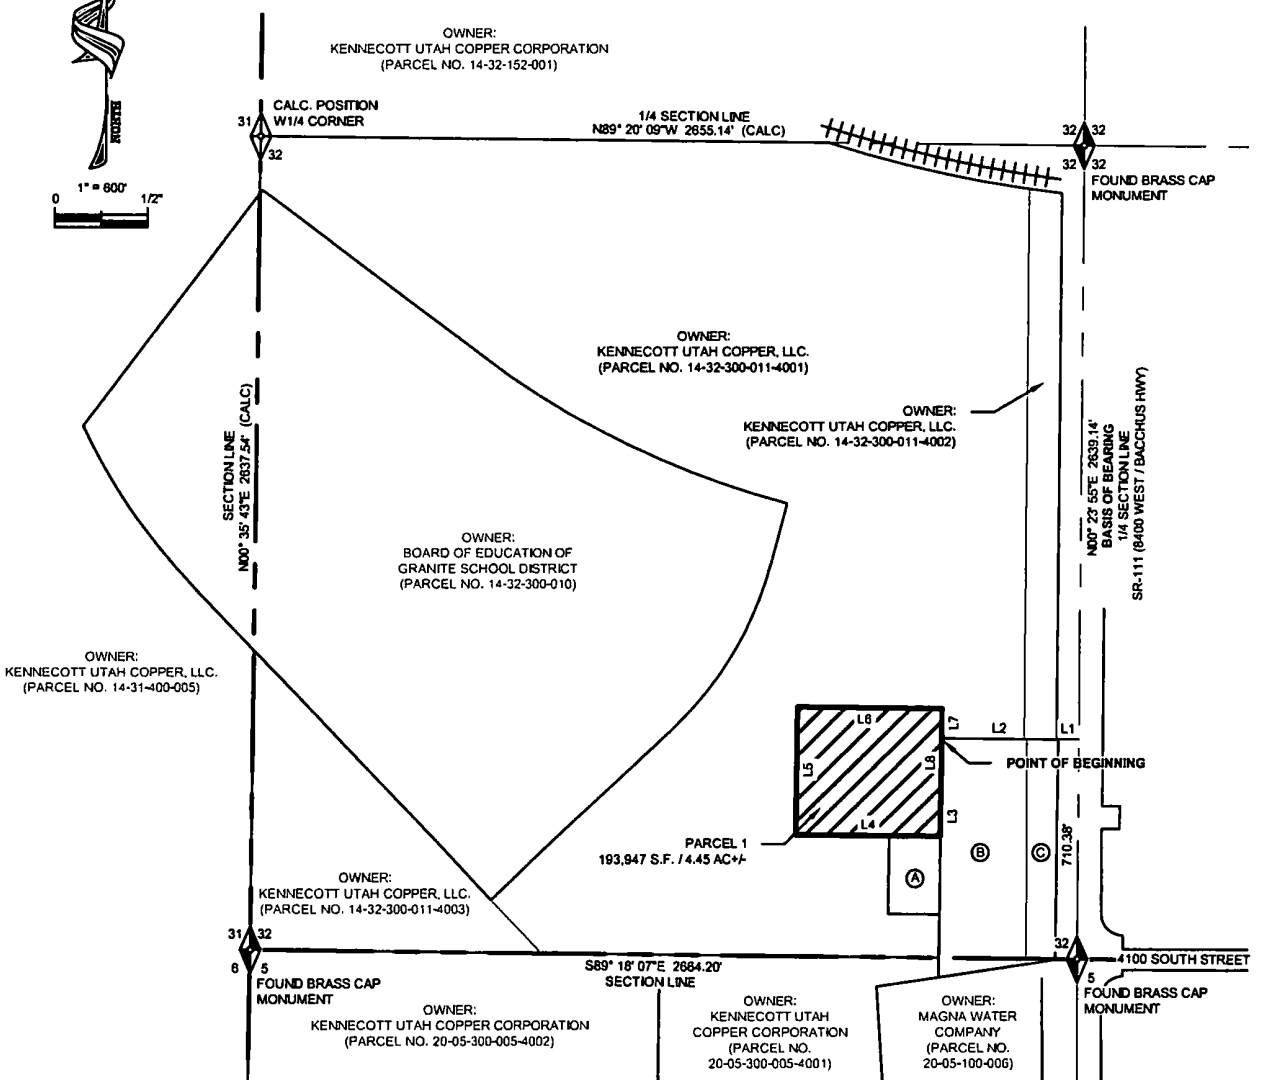 OWNER:
KENNECOTT UTAH COPPER CORPORATION
(PARCEL NO. 14-32-152-001)
NORTH
1" = 600'
0 1/2"
CALC. POSITION
W1/4 CORNER
31
32
1/4 SECTION LINE
N89° 20' 09"W 2655.14' (CALC)
32 32
32 32
FOUND BRASS CAP
MONUMENT
OWNER:
KENNECOTT UTAH COPPER, LLC.
(PARCEL NO. 14-32-300-011-4001)
OWNER:
KENNECOTT UTAH COPPER, LLC.
(PARCEL NO. 14-32-300-011-4002)
SECTION LINE
N00° 35' 43"E 2637.54' (CALC)
N00° 23' 55"E 2639.14'
BASIS OF BEARING
1/4 SECTION LINE
SR-111 (8400 WEST / BACCHUS HWY)
OWNER:
BOARD OF EDUCATION OF
GRANITE SCHOOL DISTRICT
(PARCEL NO. 14-32-300-010)
OWNER:
KENNECOTT UTAH COPPER, LLC.
(PARCEL NO. 14-31-400-005)
L6
L7
L2
L1
L5
L8
POINT OF BEGINNING
L4
L3
PARCEL 1
193,947 S.F. / 4.45 AC+/-
A
B
C
710.38'
OWNER:
KENNECOTT UTAH COPPER, LLC.
(PARCEL NO. 14-32-300-011-4003)
31 32
6 5
FOUND BRASS CAP
MONUMENT
S89° 18' 07"E 2664.20'
SECTION LINE
32
5
4100 SOUTH STREET
FOUND BRASS CAP
MONUMENT
OWNER:
KENNECOTT UTAH COPPER CORPORATION
(PARCEL NO. 20-05-300-005-4002)
OWNER:
KENNECOTT UTAH
COPPER CORPORATION
(PARCEL NO.
20-05-300-005-4001)
OWNER:
MAGNA WATER
COMPANY
(PARCEL NO.
20-05-100-006)